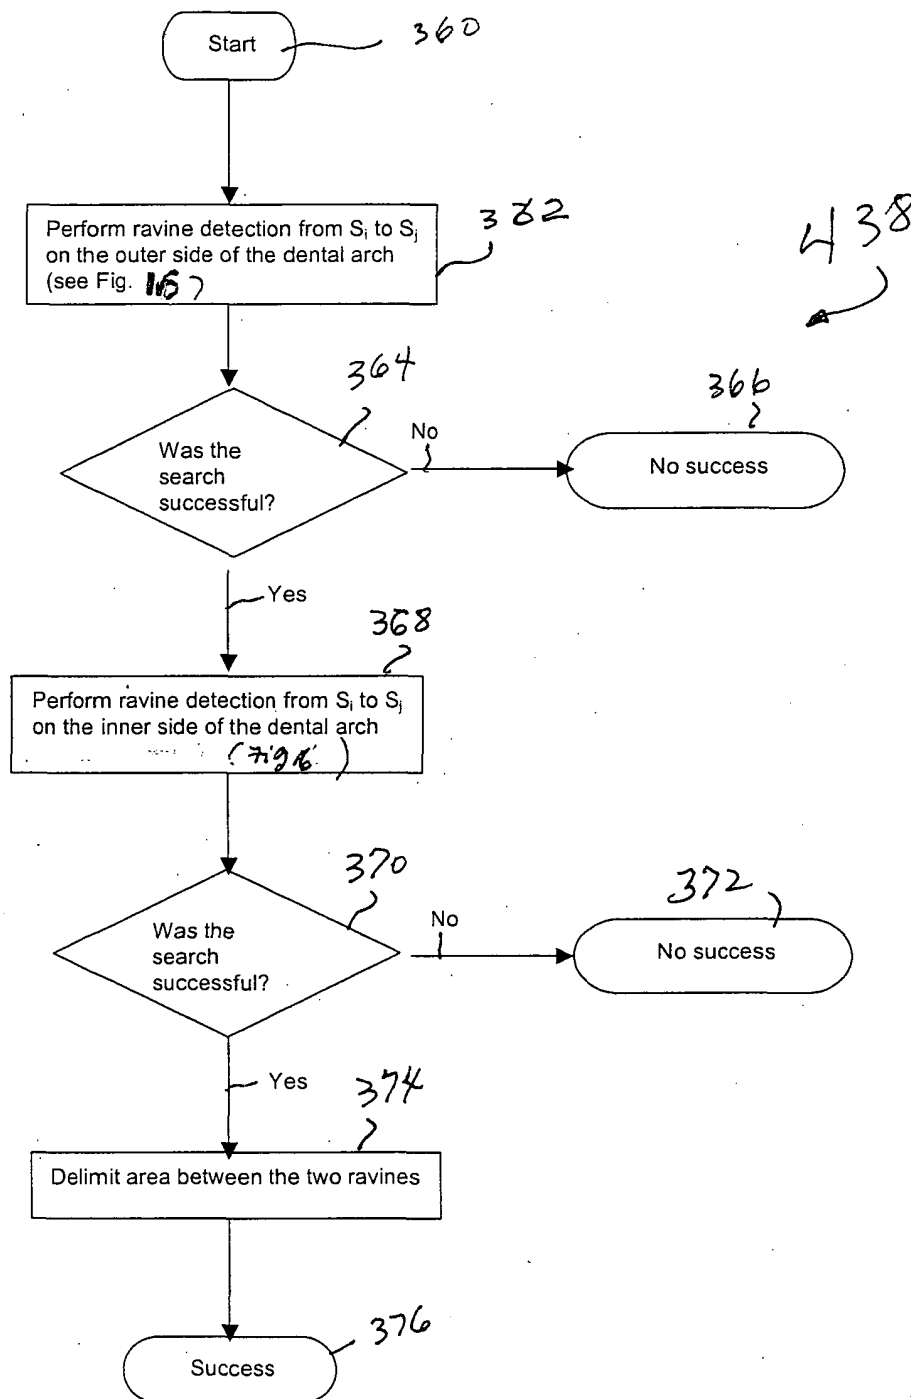 Start
360
Perform ravine detection from Si to Sj
on the outer side of the dental arch
(see Fig.
438
364
366
Was the
search
successful?
No
No success
Yes
368
Perform ravine detection from Si to Sj
on the inner side of the dental arch
370
372
Was the
search
successful?
No
No success
Yes
374
Delimit area between the two ravines
376
Success